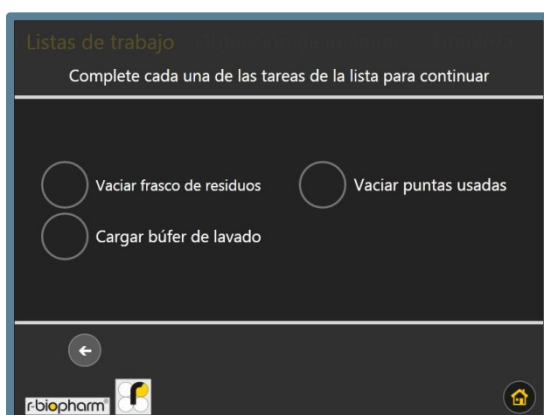 Listas de trabajo
Complete cada una de las tareas de la lista para continuar
Vaciar frasco de residuos
Vaciar puntas usadas
Cargar búfer de lavado
r-biopharm®